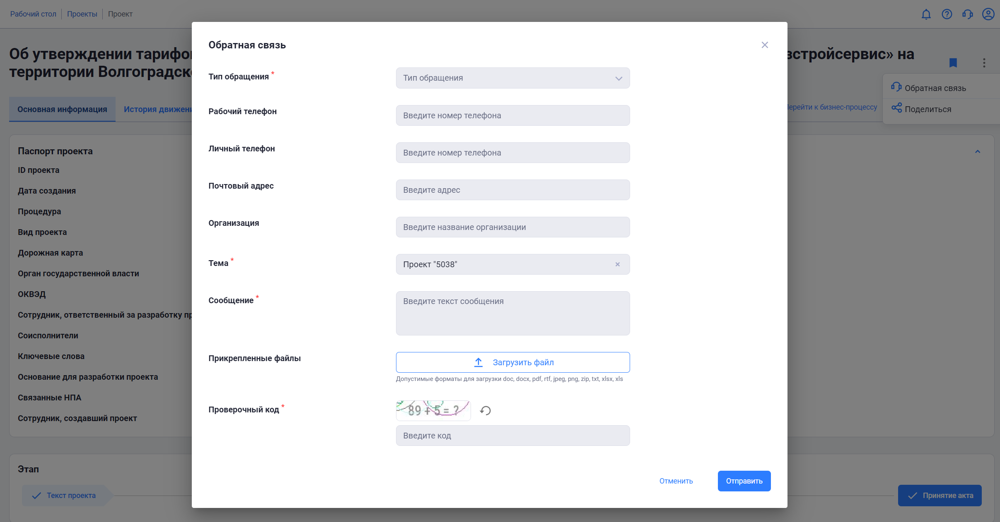 Рабочий стол
Проекты
Проект
Об утверждении тарифо
встройсервис» на
территории Волгоградск
Основная информация
История движени
ерейти к бизнес-процессу
Обратная связь
Поделиться
Паспорт проекта
ID проекта
Дата создания
Процедура
Вид проекта
Дорожная карта
Орган государственной власти
ОКВЭД
Сотрудник, ответственный за разработку пр
Соисполнители
Ключевые слова
Основание для разработки проекта
Связанные НПА
Сотрудник, создавший проект
Этап
Текст проекта
Принятие акта
Обратная связь
Тип обращения *
Тип обращения
Рабочий телефон
Введите номер телефона
Личный телефон
Введите номер телефона
Почтовый адрес
Введите адрес
Организация
Введите название организации
Тема *
Проект "5038"
Сообщение *
Введите текст сообщения
Прикрепленные файлы
Загрузить файл
Допустимые форматы для загрузки doc, docx, pdf, rtf, jpeg, png, zip, txt, xlsx, xls
Проверочный код *
89 + 5 = ?
Введите код
Отменить
Отправить